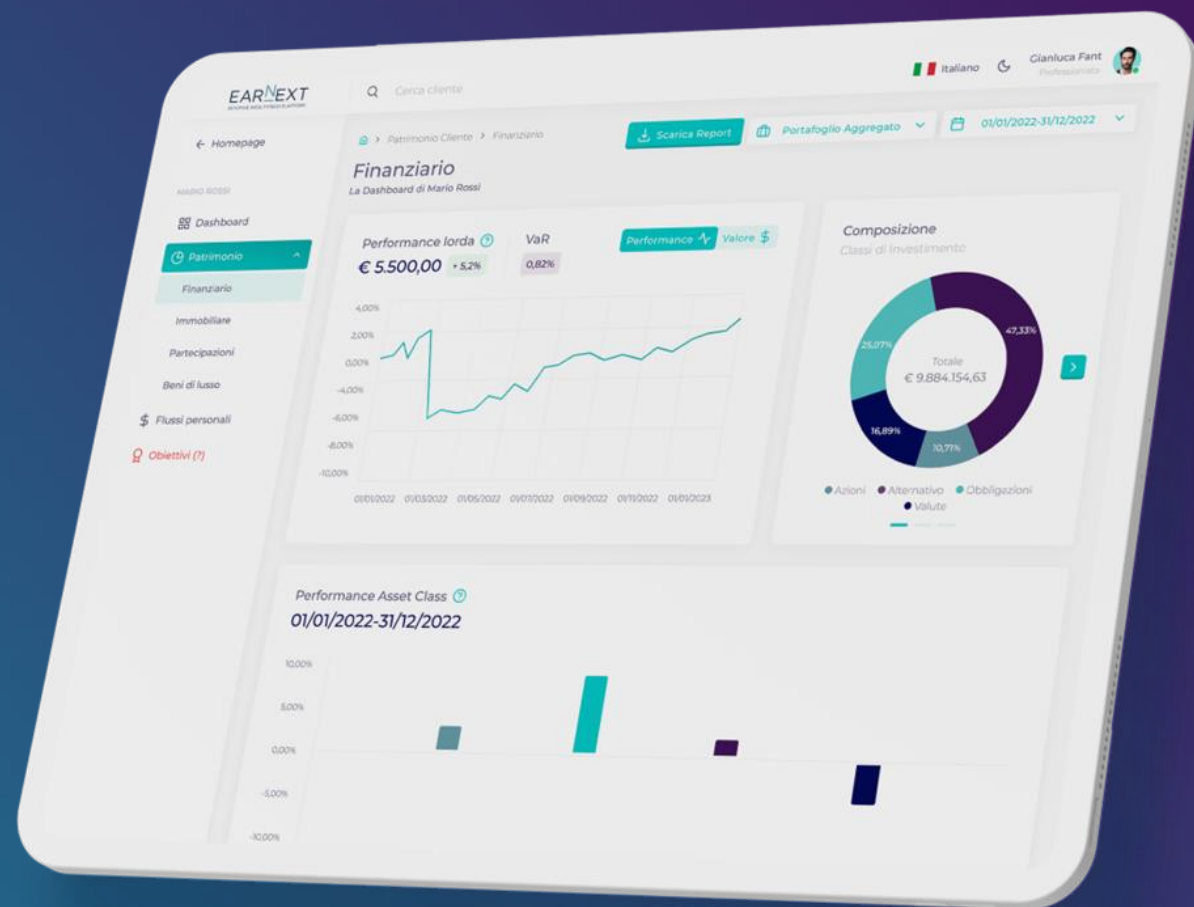 EARNEXT
Cerca cliente
Italiano
Gianluca Fant
Professionista
← Homepage
MARIO ROSSI
Dashboard
Patrimonio
Finanziario
Immobiliare
Partecipazioni
Beni di lusso
$ Flussi personali
Obiettivi (?)
> Patrimonio Cliente > Finanziario
Scarica Report
Portafoglio Aggregato
01/01/2022-31/12/2022
Finanziario
La Dashboard di Mario Rossi
Performance lorda ?
VaR
€ 5.500,00
+ 5,2%
0,82%
Performance
Valore $
4,00%
2,00%
0,00%
-4,00%
-6,00%
-8,00%
-10,00%
01/01/2022 01/03/2022 01/05/2022 01/07/2022 01/09/2022 01/11/2022 01/01/2023
Composizione
Classi di Investimento
47,33%
25,07%
Totale
€ 9.884.154,63
16,89%
10,71%
Azioni Alternativo Obbligazioni
Valute
Performance Asset Class ?
01/01/2022-31/12/2022
10,00%
5,00%
0,00%
-5,00%
-10,00%